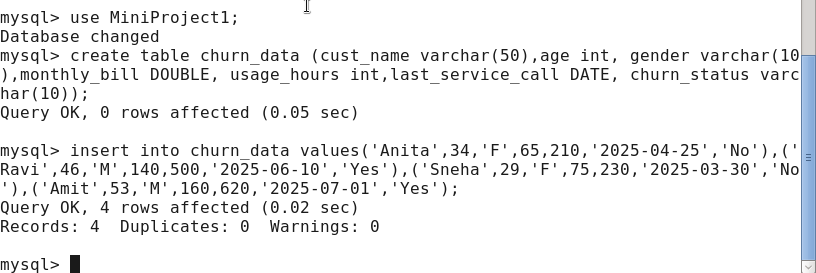 mysql> use MiniProject1;
Database changed
mysql> create table churn_data (cust_name varchar(50),age int, gender varchar(10
),monthly_bill DOUBLE, usage_hours int,last_service_call DATE, churn_status varc
har(10));
Query OK, 0 rows affected (0.05 sec)

mysql> insert into churn_data values('Anita',34,'F',65,210,'2025-04-25','No'),('
Ravi',46,'M',140,500,'2025-06-10','Yes'),('Sneha',29,'F',75,230,'2025-03-30','No
'),('Amit',53,'M',160,620,'2025-07-01','Yes');
Query OK, 4 rows affected (0.02 sec)
Records: 4  Duplicates: 0  Warnings: 0

mysql>